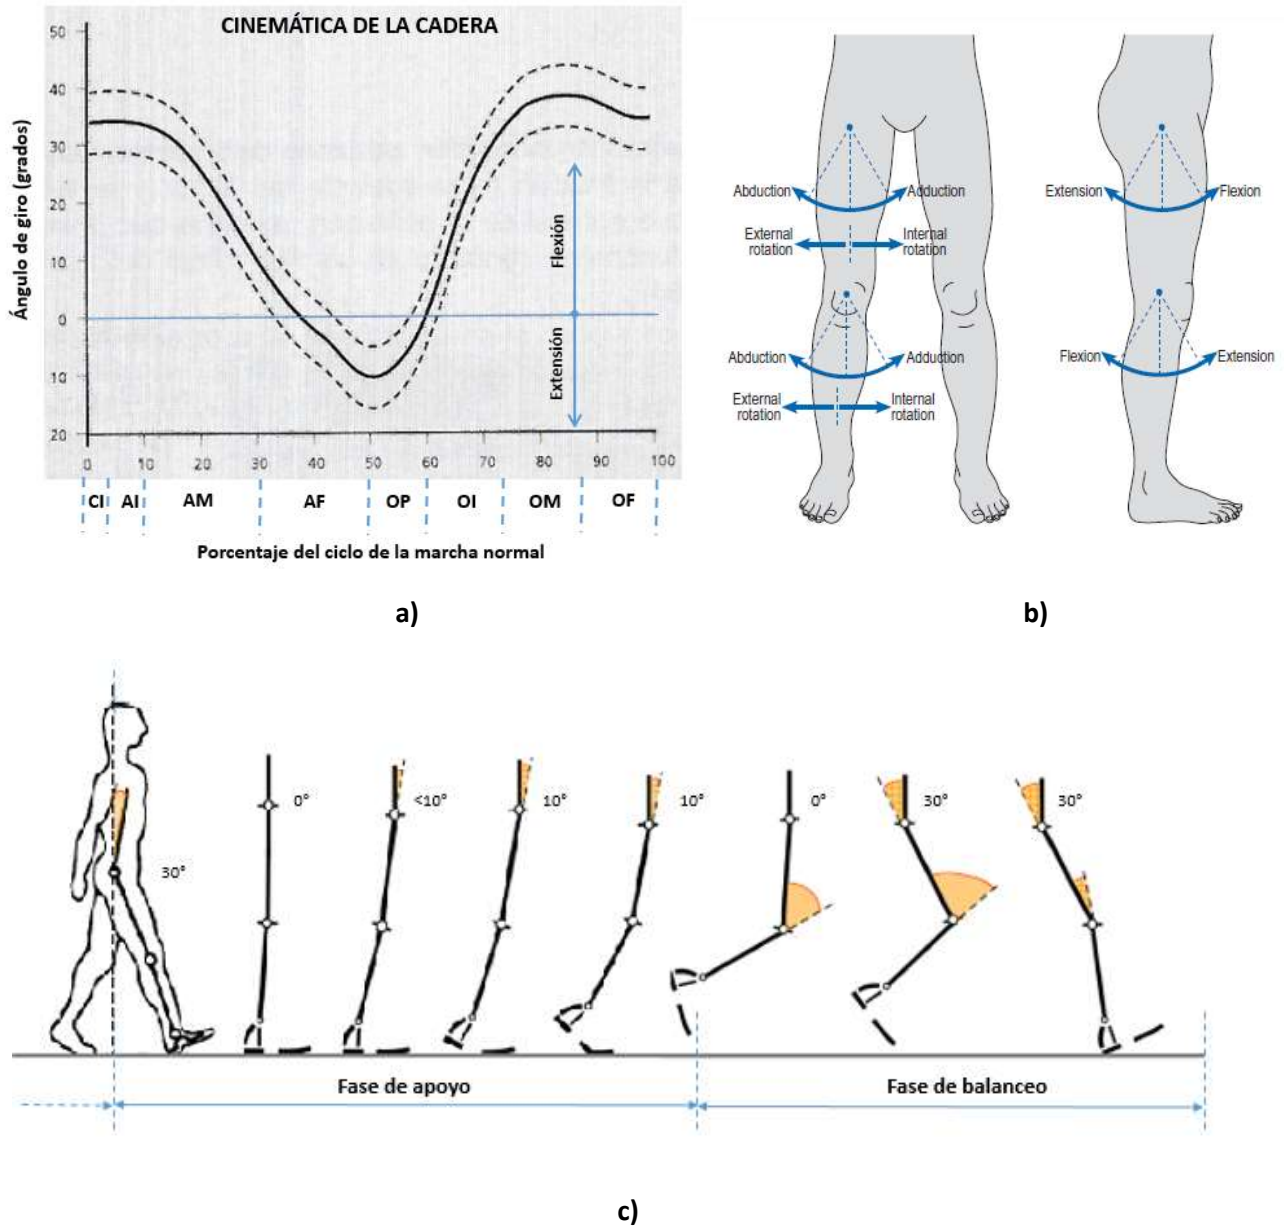 CINEMÁTICA DE LA CADERA
Ángulo de giro (grados)
50
40
30
20
10
0
10
20
Flexión
Extensión
0 10 20 30 40 50 60 70 80 90 100
CI AI AM AF OP OI OM OF
Porcentaje del ciclo de la marcha normal
a)
Abduction Adduction
External rotation
Internal rotation
Abduction Adduction
External rotation
Internal rotation
Extension Flexion
Flexion Extension
b)
30° 0° <10° 10° 10° 0° 30° 30°
Fase de apoyo
Fase de balanceo
c)